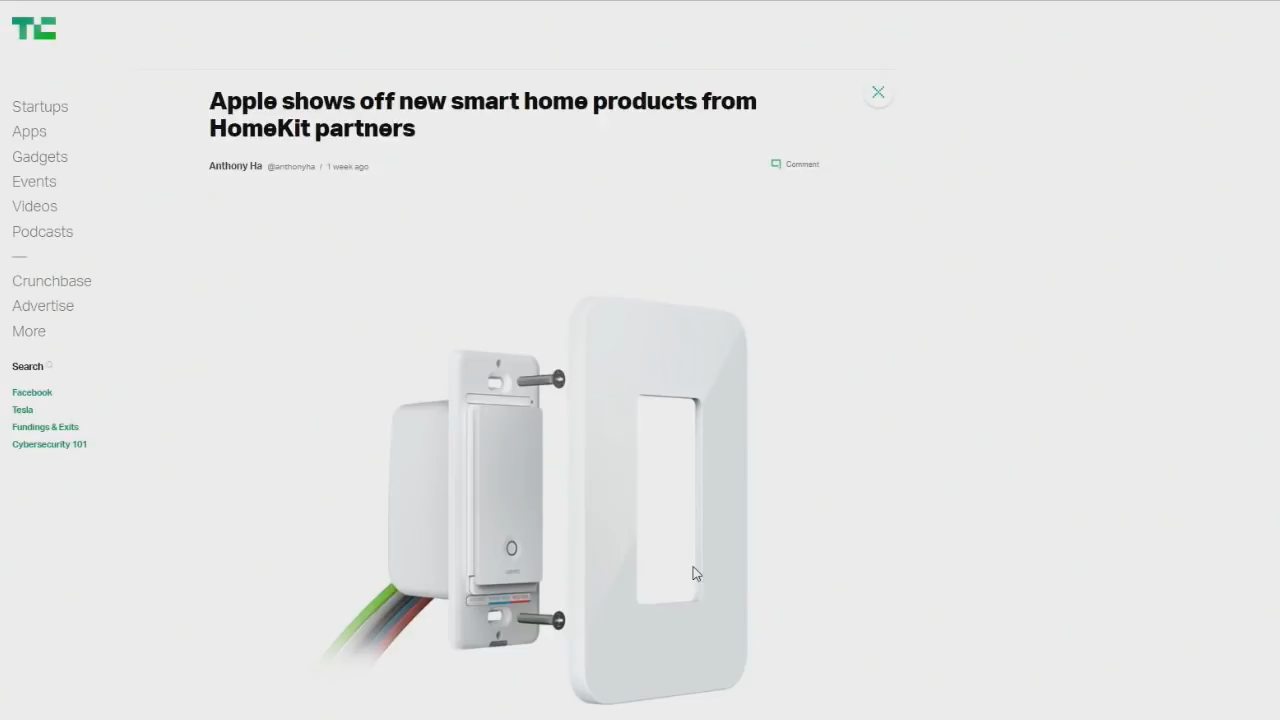 TC
Apple shows off new smart home products from
HomeKit partners
Anthony Ha @anthonyha / 1 week ago
Comment
Startups
Apps
Gadgets
Events
Videos
Podcasts
—
Crunchbase
Advertise
More
Search
Facebook
Tesla
Fundings & Exits
Cybersecurity 101